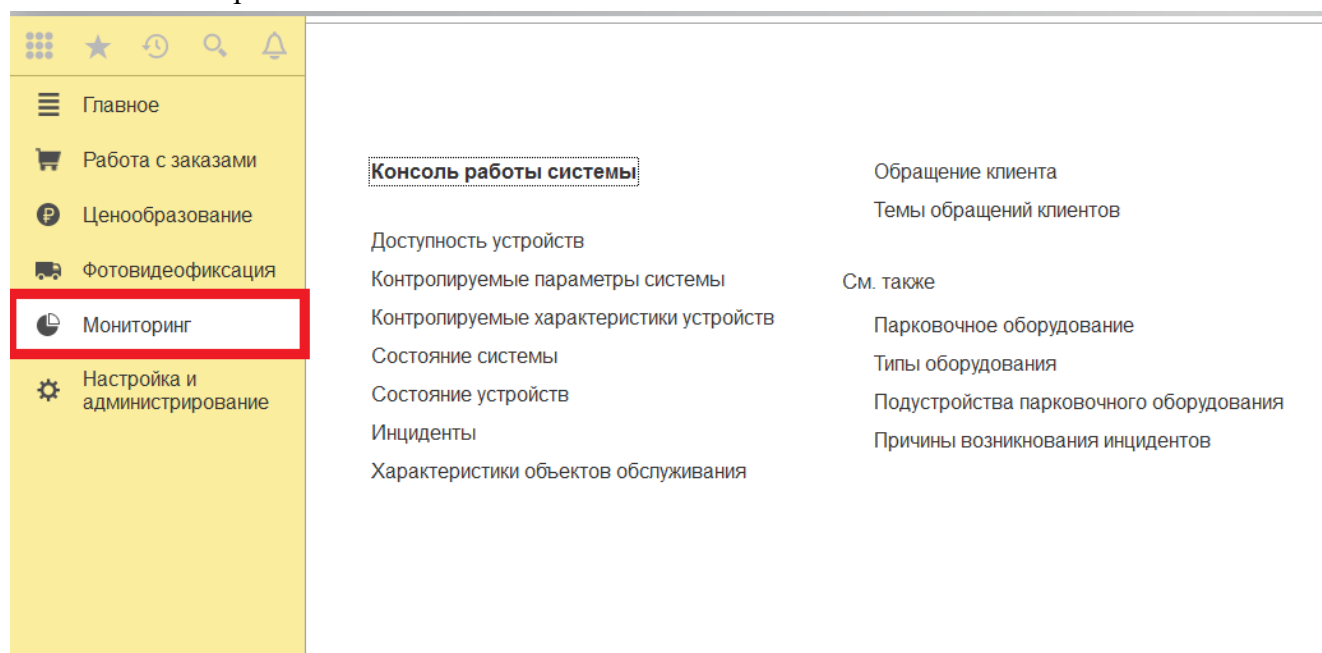 Главное
Работа с заказами
Ценообразование
Фотовидеофиксация
Мониторинг
Настройка и
администрирование
Консоль работы системы
Доступность устройств
Контролируемые параметры системы
Контролируемые характеристики устройств
Состояние системы
Состояние устройств
Инциденты
Характеристики объектов обслуживания
Обращение клиента
Темы обращений клиентов
См. также
Парковочное оборудование
Типы оборудования
Подустройства парковочного оборудования
Причины возникнования инцидентов